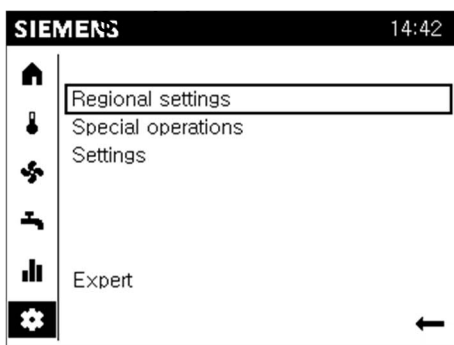 SIEMENS 14:42
Regional settings
Special operations
Settings
Expert